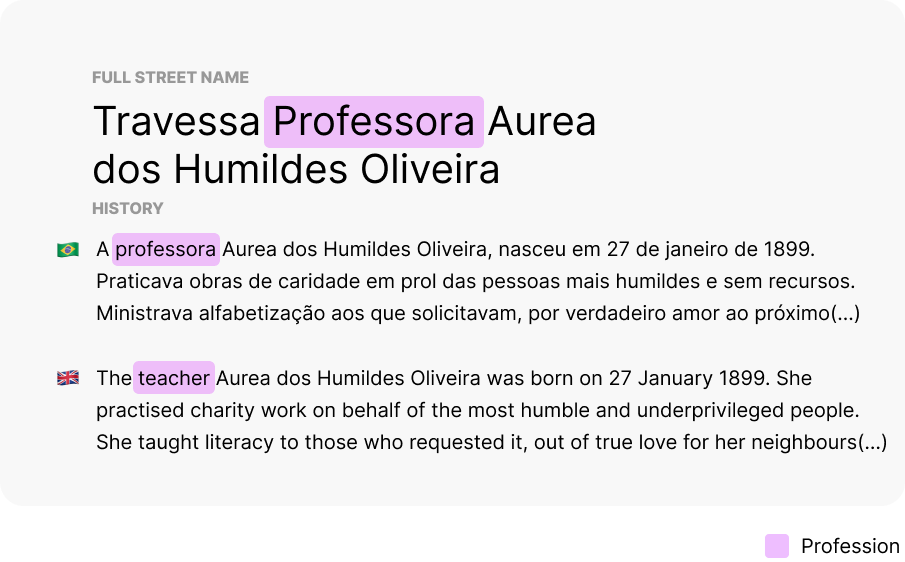 FULL STREET NAME
Travessa Professora Aurea
dos Humildes Oliveira
HISTORY
A professora Aurea dos Humildes Oliveira, nasceu em 27 de janeiro de 1899.
Praticava obras de caridade em prol das pessoas mais humildes e sem recursos.
Ministrava alfabetização aos que solicitavam, por verdadeiro amor ao próximo(...)
The teacher Aurea dos Humildes Oliveira was born on 27 January 1899. She
practised charity work on behalf of the most humble and underprivileged people.
She taught literacy to those who requested it, out of true love for her neighbours(...)
Profession